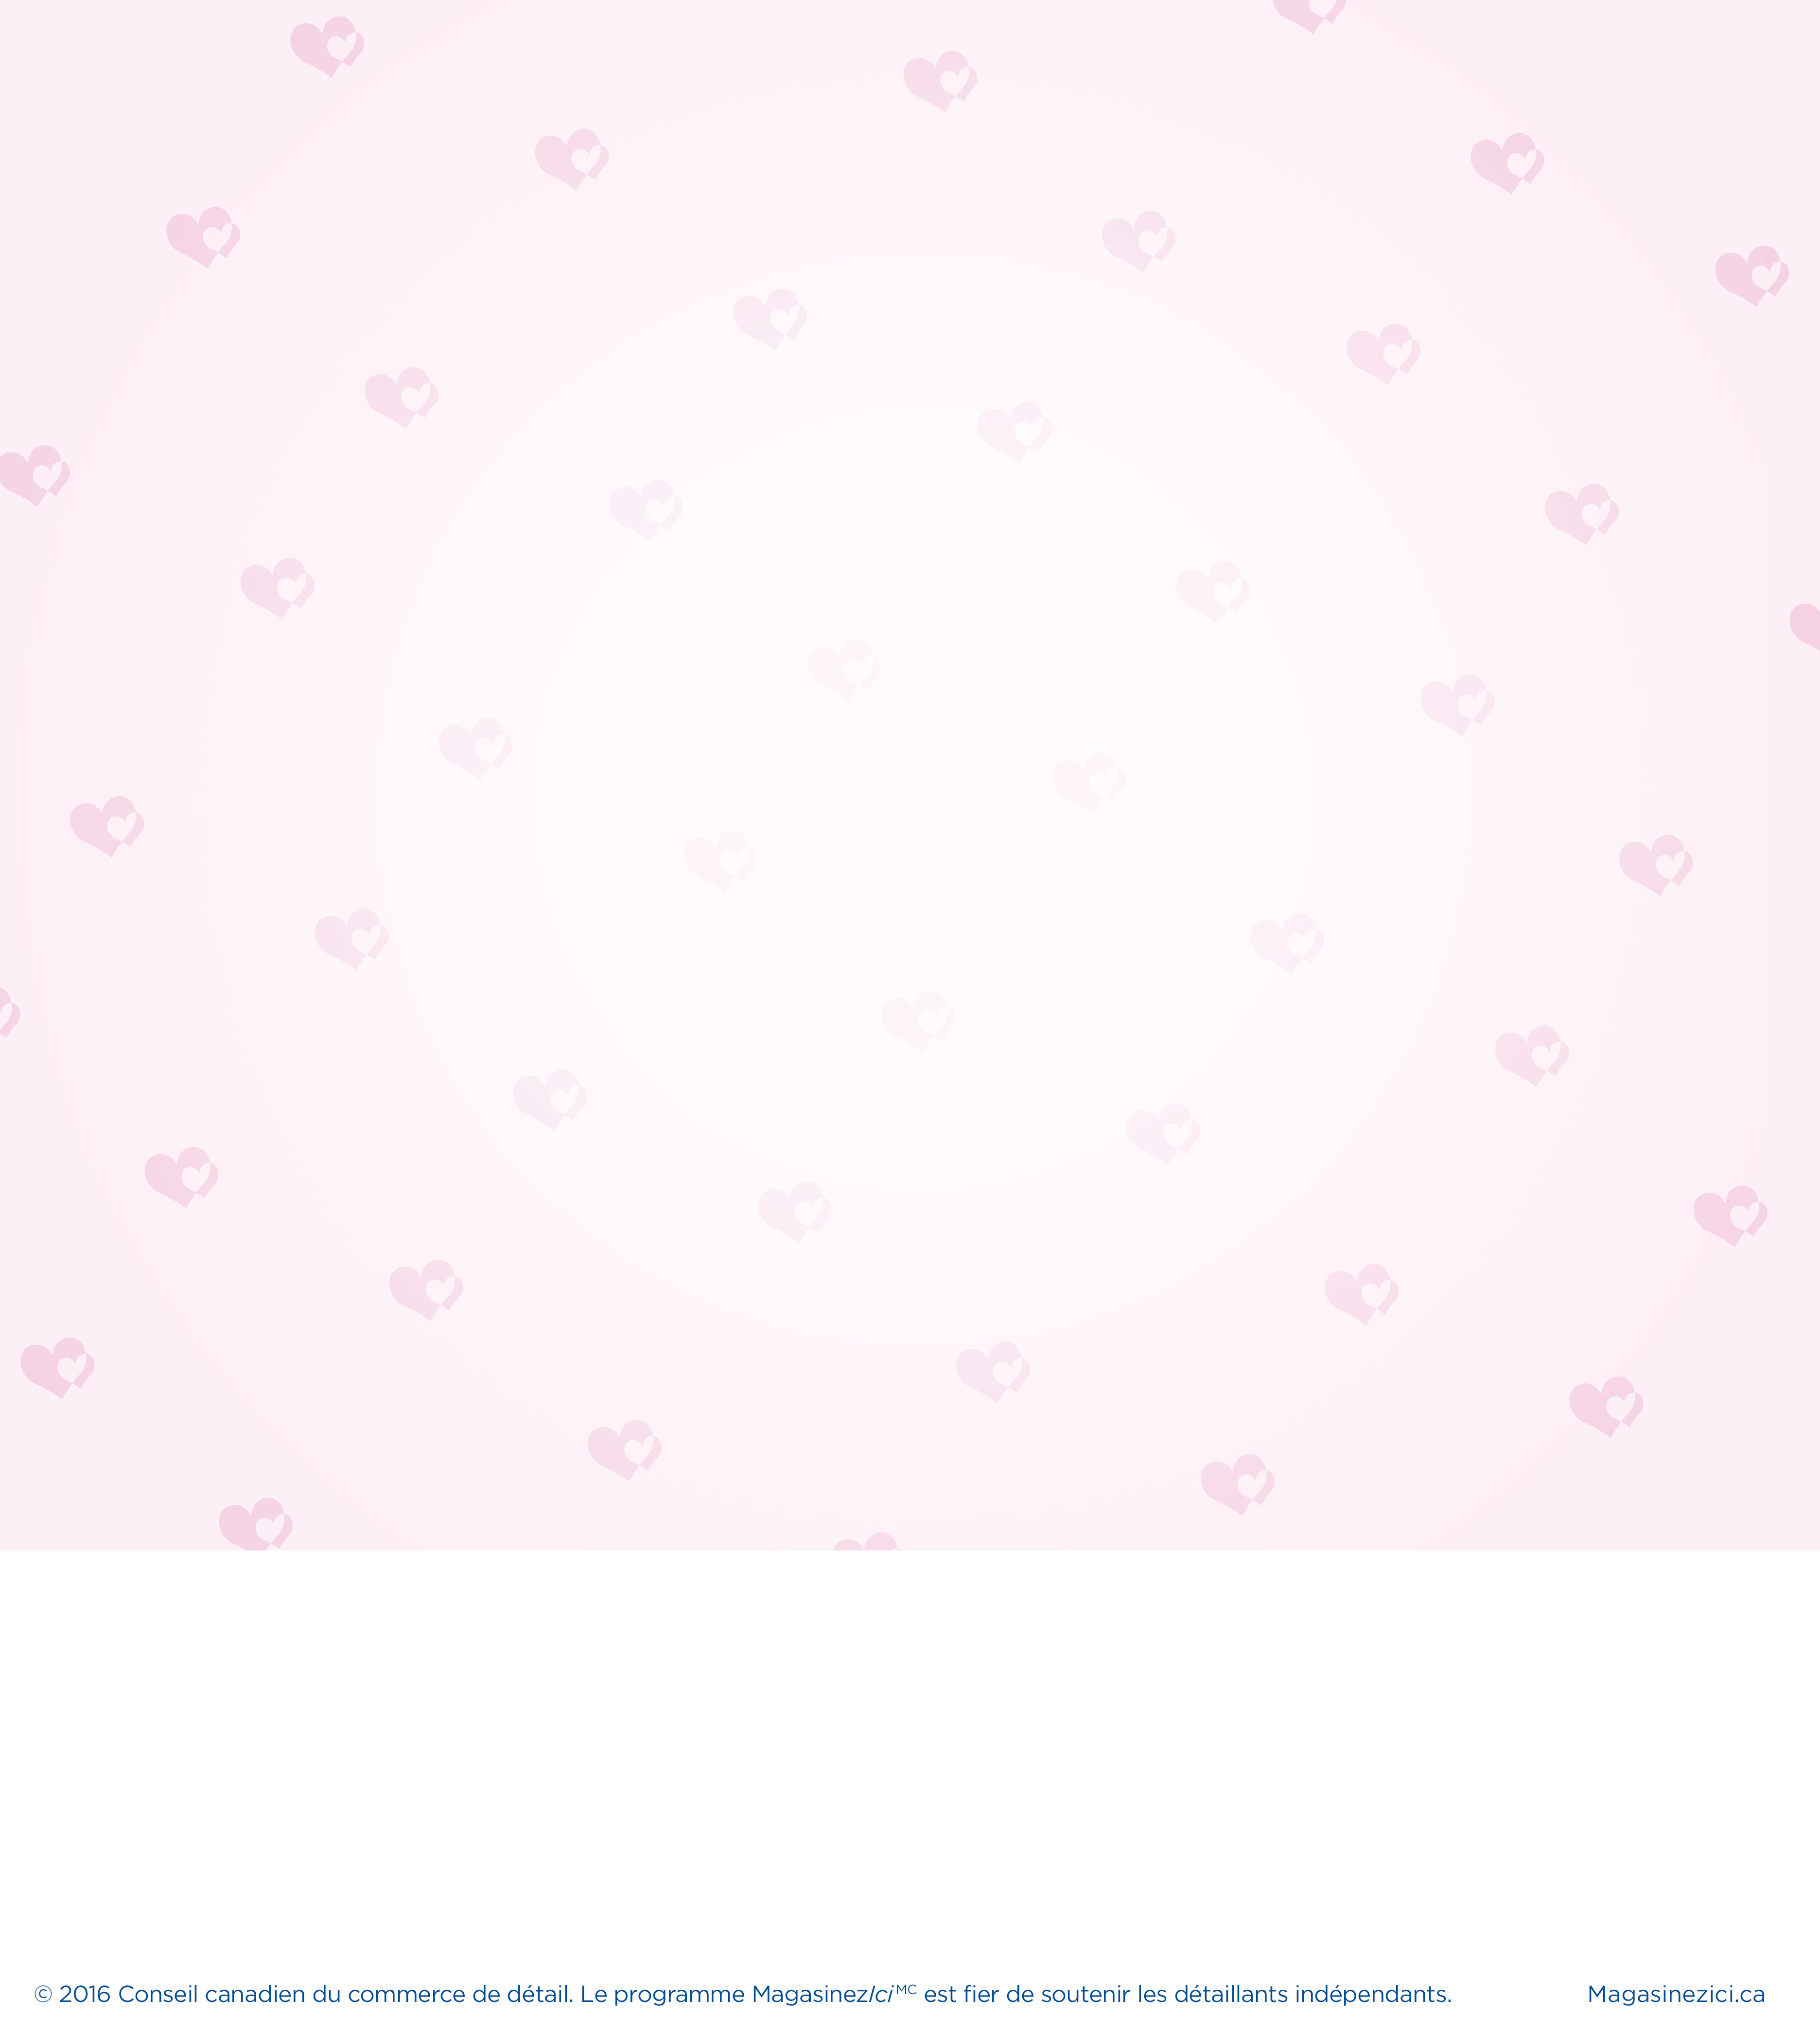 © 2016 Conseil canadien du commerce de détail. Le programme MagasinezIci MC est fier de soutenir les détaillants indépendants. Magasinezici.ca